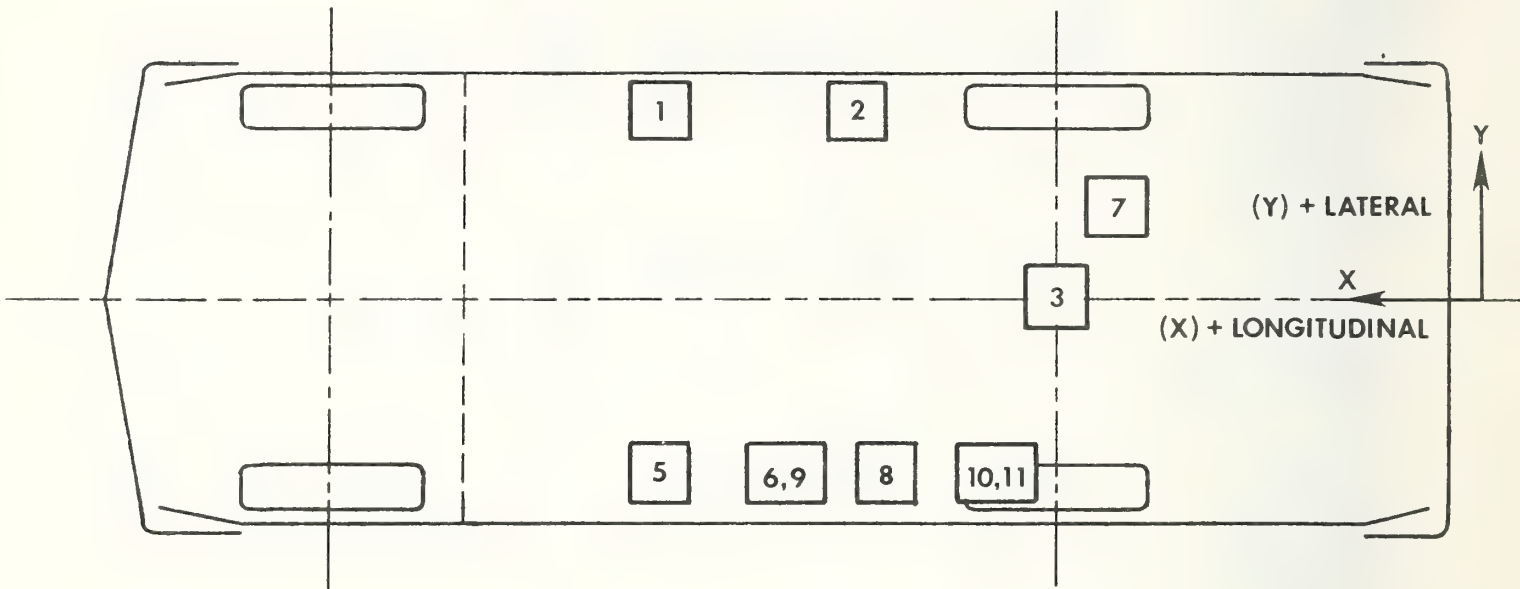 1
2
Y
7
(Y) + LATERAL
3
X
(X) + LONGITUDINAL
5
6,9
8
10,11